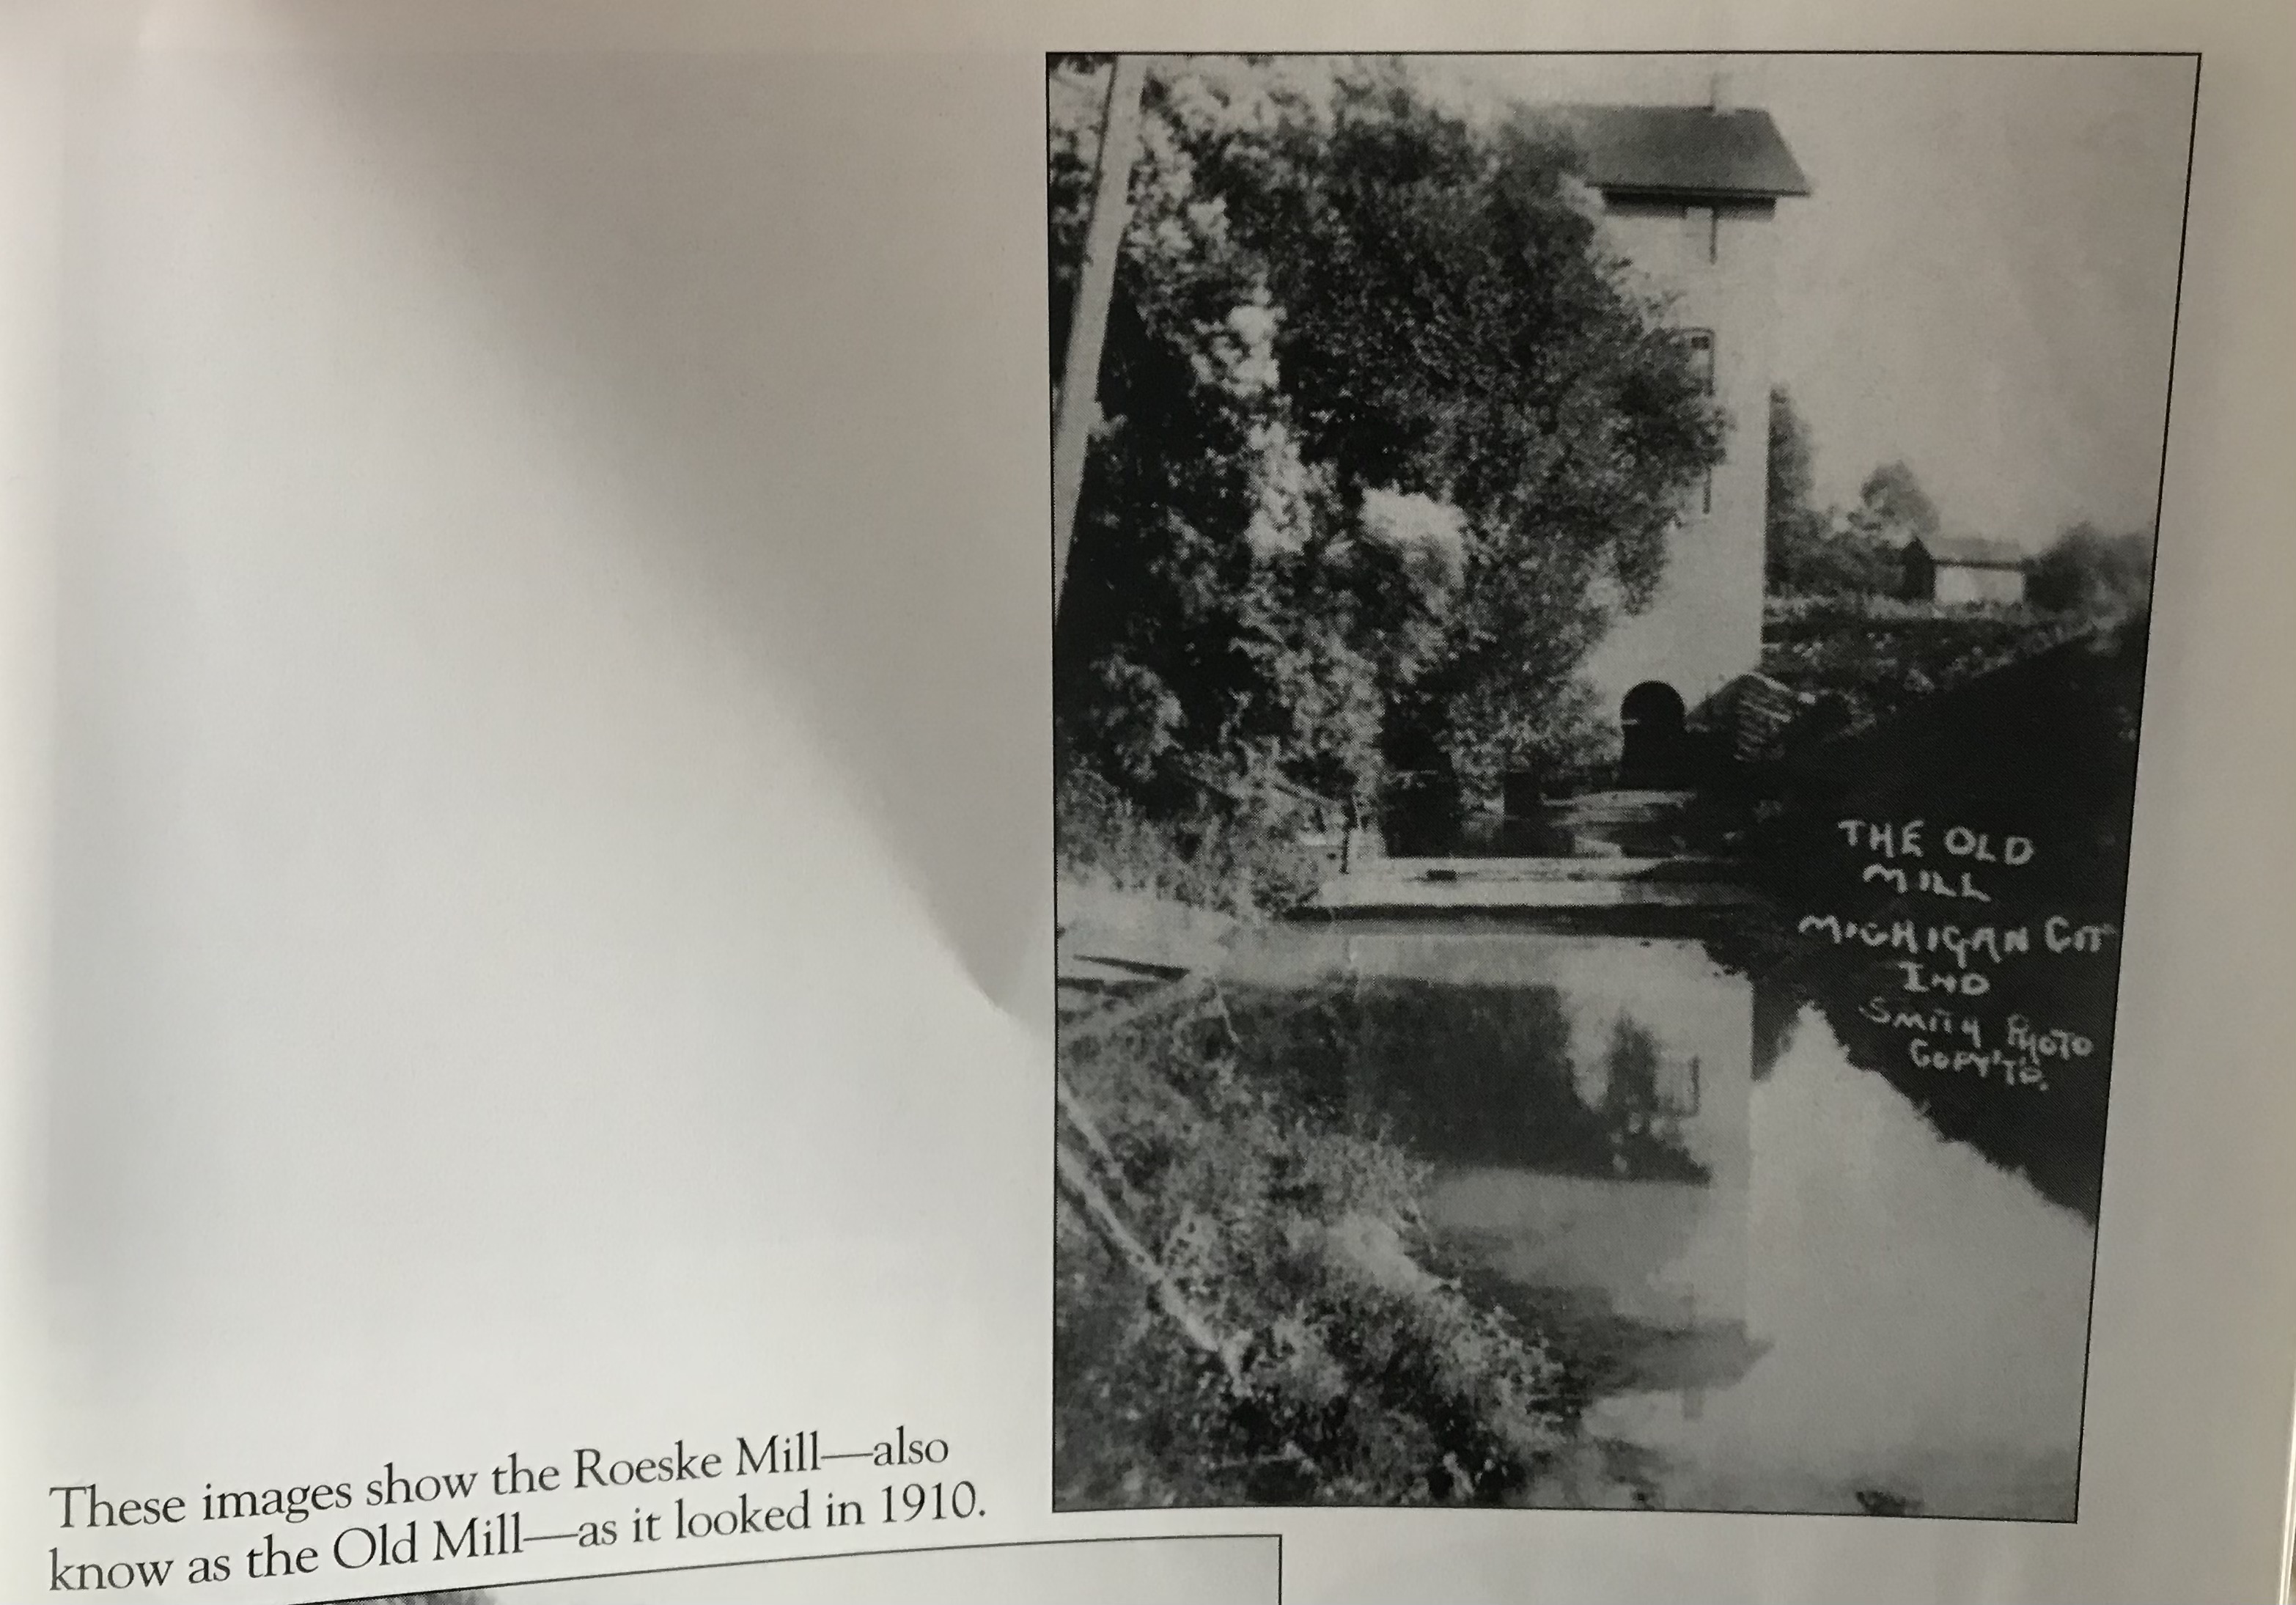 THE OLD
MILL
MICHIGAN CIT
IND
SMITH PHOTO
COPY'TD.
These images show the Roeske Mill—also
know as the Old Mill—as it looked in 1910.